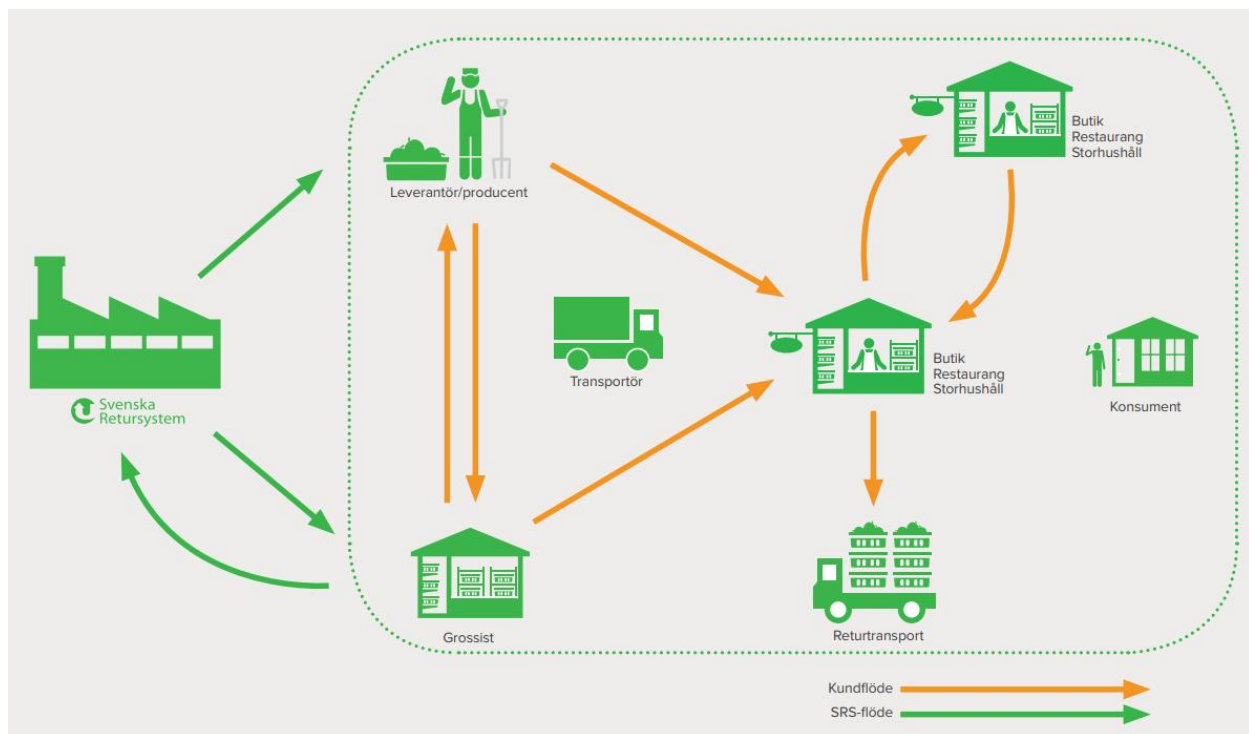 Butik
Restaurang
Storhushåll
Leverantör/producent
Transportör
Butik
Restaurang
Storhushåll
Konsument
Svenska
Retursystem
Grossist
Returtransport
Kundflöde
SRS-flöde